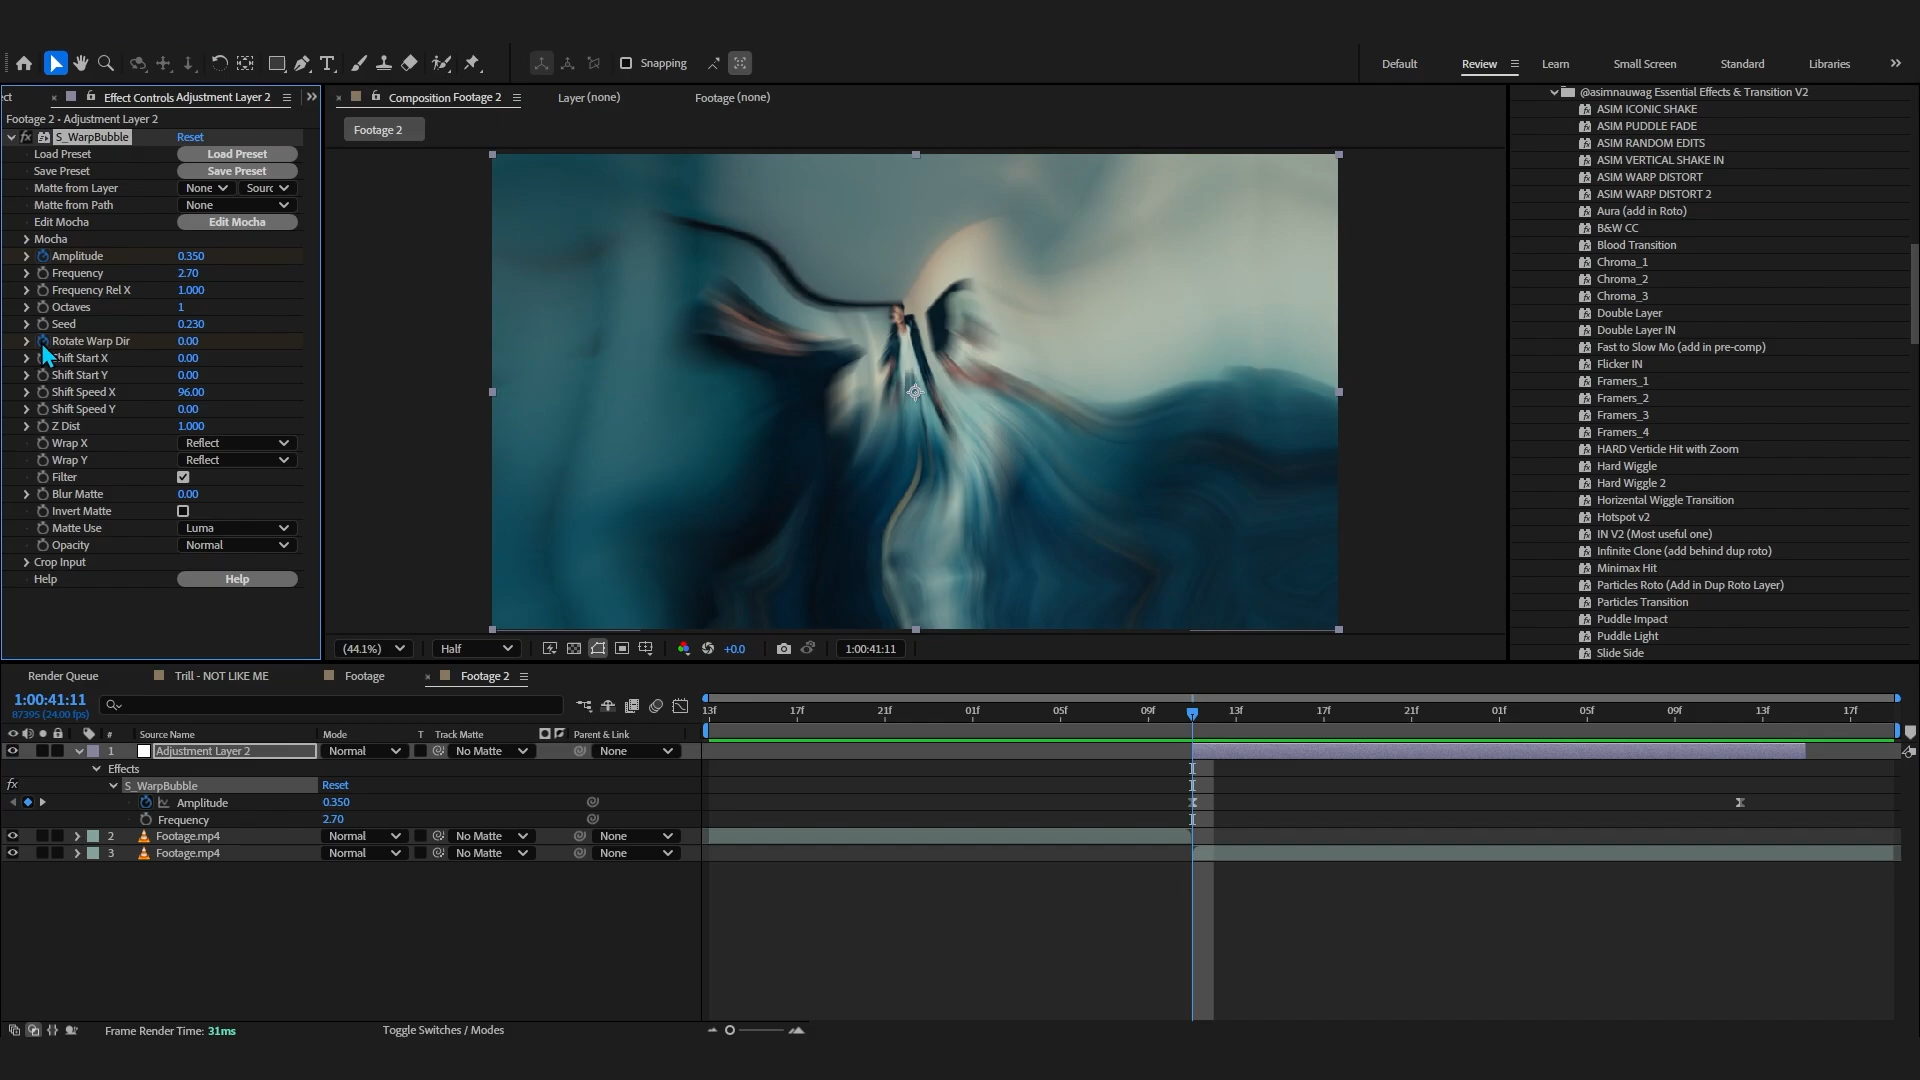 Snapping
Default
Review
Learn
Small Screen
Standard
Libraries
ect
Effect Controls Adjustment Layer 2
Footage 2 - Adjustment Layer 2
S_WarpBubble Reset
Load Preset Load Preset
Save Preset Save Preset
Matte from Layer None Sourc
Matte from Path None
Edit Mocha Edit Mocha
Mocha
Amplitude 0.350
Frequency 2.70
Frequency Rel X 1.000
Octaves 1
Seed 0.230
Rotate Warp Dir 0.00
Shift Start X 0.00
Shift Start Y 0.00
Shift Speed X 96.00
Shift Speed Y 0.00
Z Dist 1.000
Wrap X Reflect
Wrap Y Reflect
Filter
Blur Matte 0.00
Invert Matte
Matte Use Luma
Opacity Normal
Crop Input
Help Help
Composition Footage 2
Layer (none)
Footage (none)
Footage 2
(44.1%) Half +0.0 1:00:41:11
@asimnauwag Essential Effects & Transition V2
ASIM ICONIC SHAKE
ASIM PUDDLE FADE
ASIM RANDOM EDITS
ASIM VERTICAL SHAKE IN
ASIM WARP DISTORT
ASIM WARP DISTORT 2
Aura (add in Roto)
B&W CC
Blood Transition
Chroma_1
Chroma_2
Chroma_3
Double Layer
Double Layer IN
Fast to Slow Mo (add in pre-comp)
Flicker IN
Framers_1
Framers_2
Framers_3
Framers_4
HARD Verticle Hit with Zoom
Hard Wiggle
Hard Wiggle 2
Horizental Wiggle Transition
Hotspot v2
IN V2 (Most useful one)
Infinite Clone (add behind dup roto)
Minimax Hit
Particles Roto (Add in Dup Roto Layer)
Particles Transition
Puddle Impact
Puddle Light
Slide Side
Render Queue
Trill - NOT LIKE ME
Footage
Footage 2
1:00:41:11
87395 (24.00 fps)
13f 17f 21f 01f 05f 09f 13f 17f 21f 01f 05f 09f 13f 17f
# Source Name Mode T Track Matte Parent & Link
1 Adjustment Layer 2 Normal No Matte None
Effects
fx S_WarpBubble Reset
Amplitude 0.350
Frequency 2.70
2 Footage.mp4 Normal No Matte None
3 Footage.mp4 Normal No Matte None
Frame Render Time: 31ms
Toggle Switches / Modes